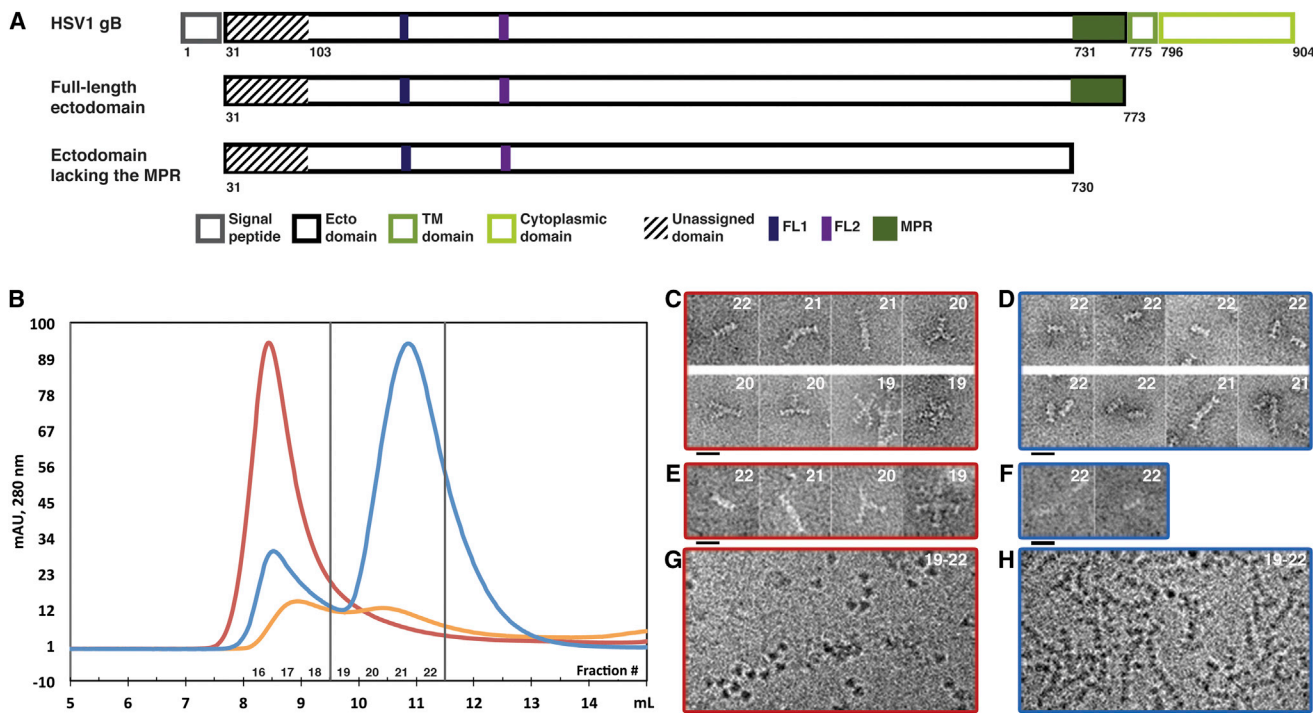 A
HSV1 gB
1
31
103
731
775
796
904
Full-length
ectodomain
31
773
Ectodomain
lacking the MPR
31
730
Signal
peptide
Ecto
domain
TM
domain
Cytoplasmic
domain
Unassigned
domain
FL1
FL2
MPR
B
mAU, 280 nm
100
89
78
67
56
45
34
23
12
1
-10
16 17 18 19 20 21 22 Fraction #
5 6 7 8 9 10 11 12 13 14 mL
C
22 21 21 20
20 20 19 19
D
22 22 22 22
22 22 21 21
E
22 21 20 19
F
22 22
G
19-22
H
19-22